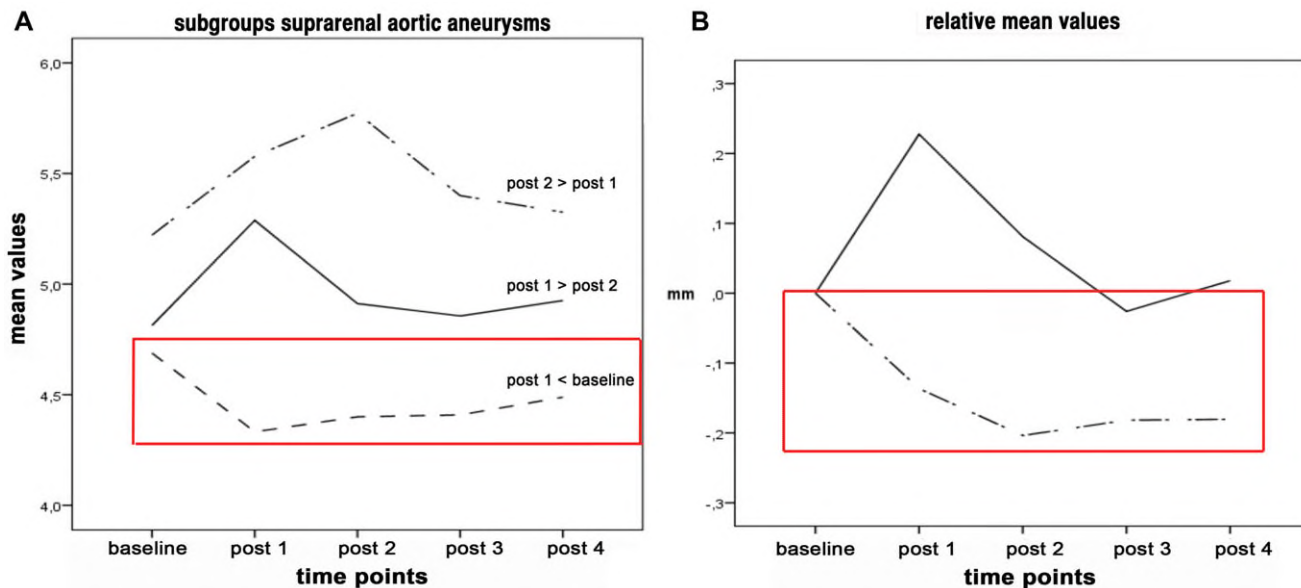 A
subgroups suprarenal aortic aneurysms
6,0
5,5
5,0
4,5
4,0
mean values
post 2 > post 1
post 1 > post 2
post 1 < baseline
baseline post 1 post 2 post 3 post 4
time points
B
relative mean values
,3
,2
,1
,0
-,1
-,2
-,3
mm
baseline post 1 post 2 post 3 post 4
time points